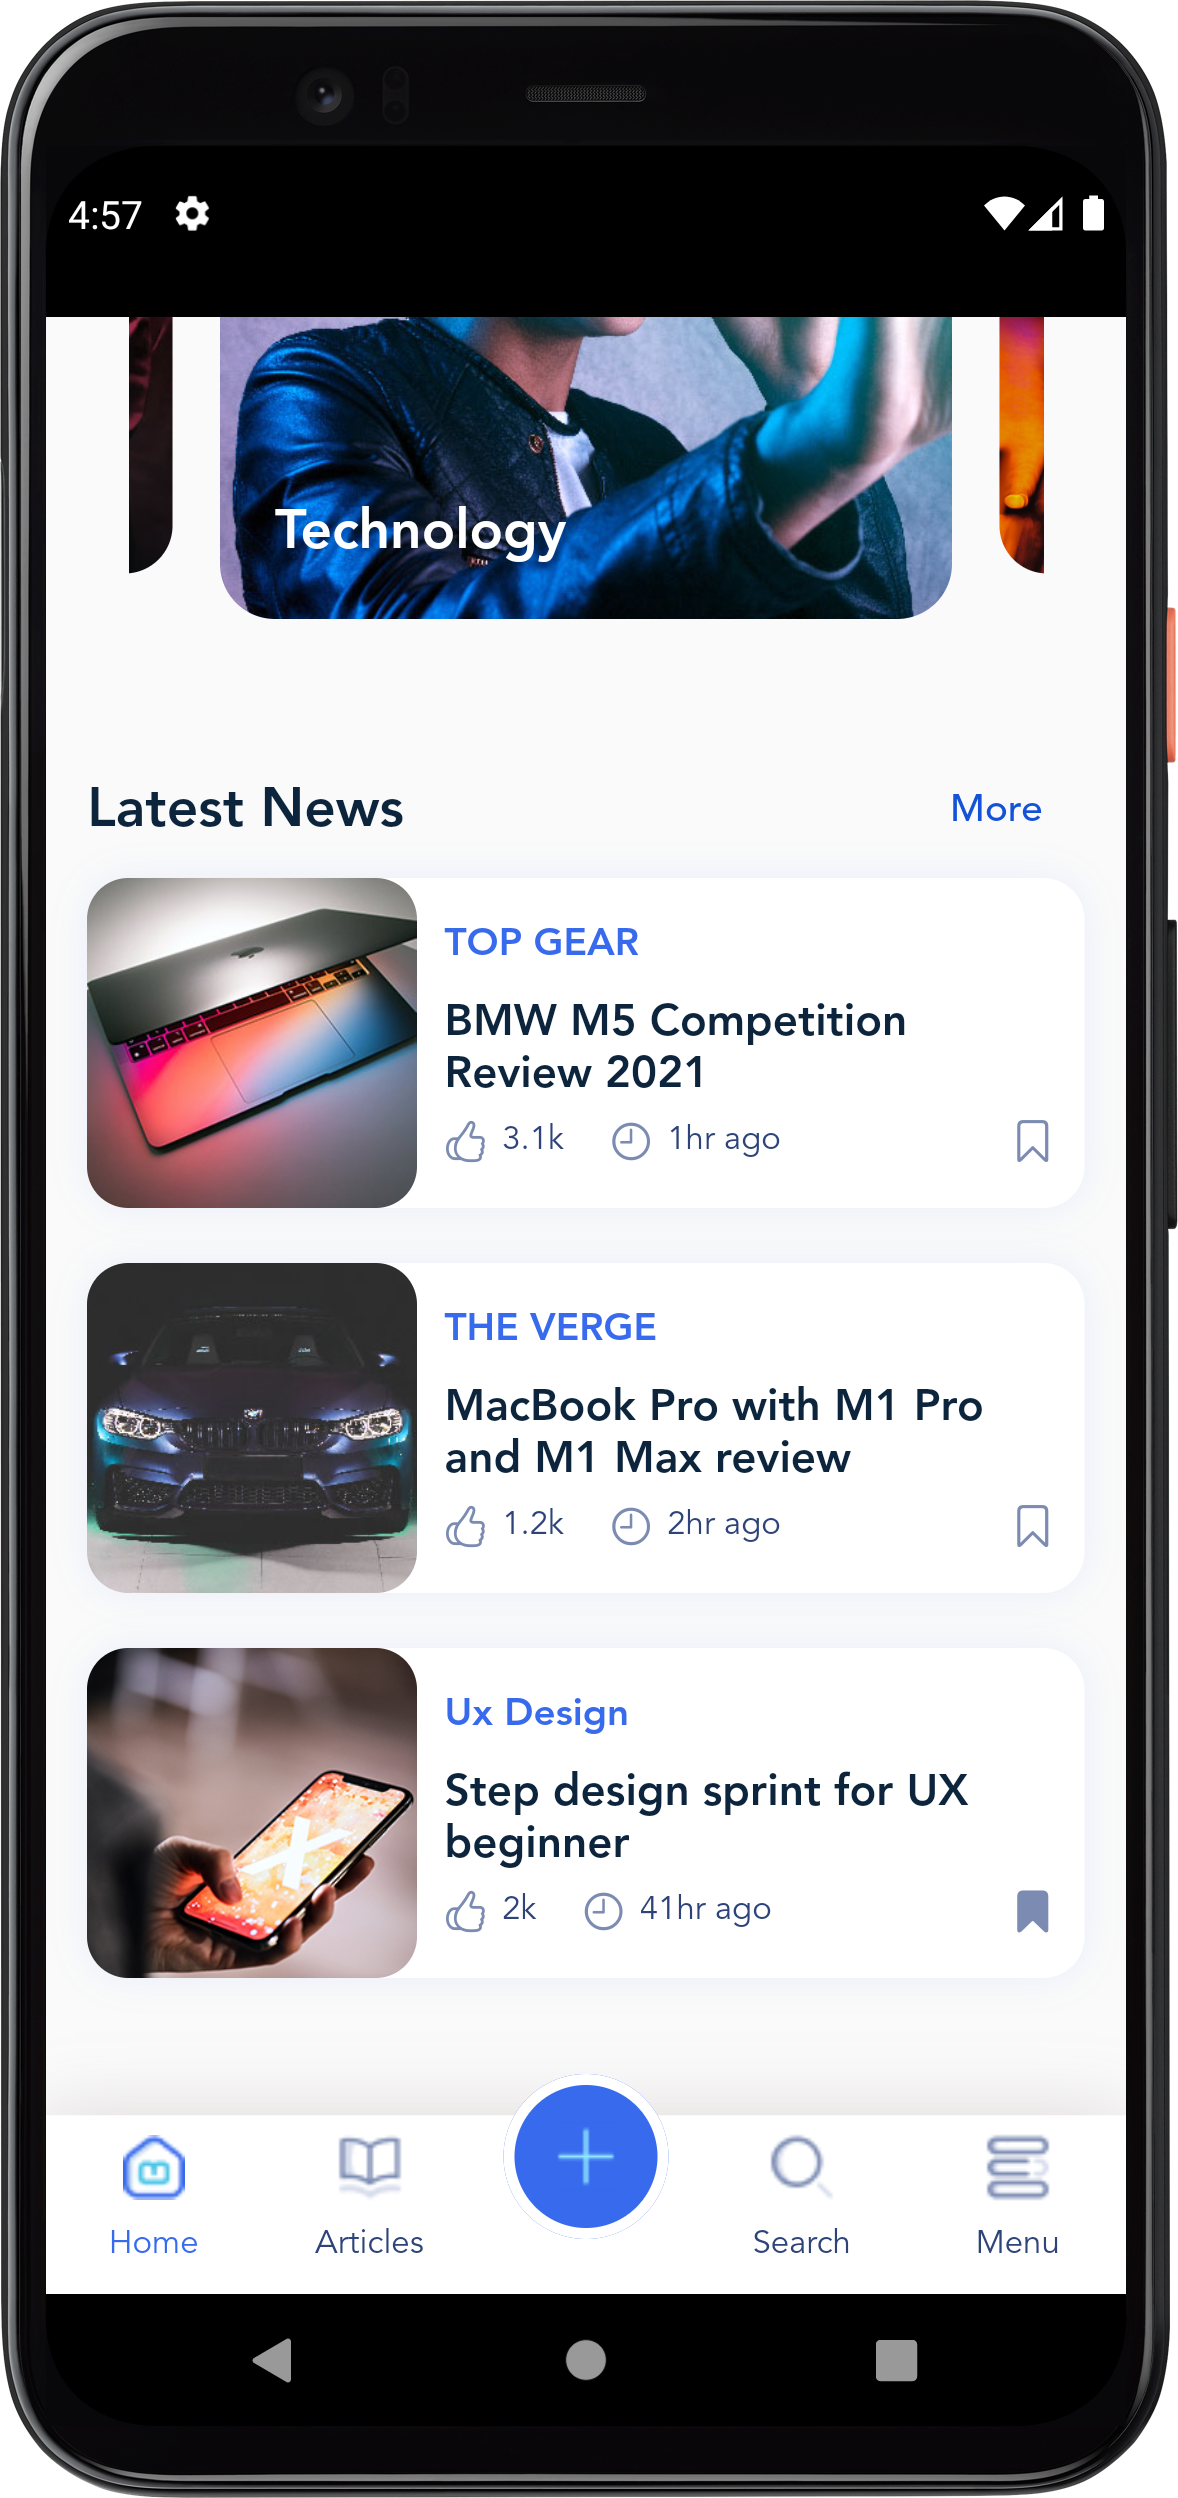 4:57
Technology
Latest News
More
TOP GEAR
BMW M5 Competition
Review 2021
3.1k
1hr ago
THE VERGE
MacBook Pro with M1 Pro
and M1 Max review
1.2k
2hr ago
Ux Design
Step design sprint for UX
beginner
2k
41hr ago
Home
Articles
Search
Menu